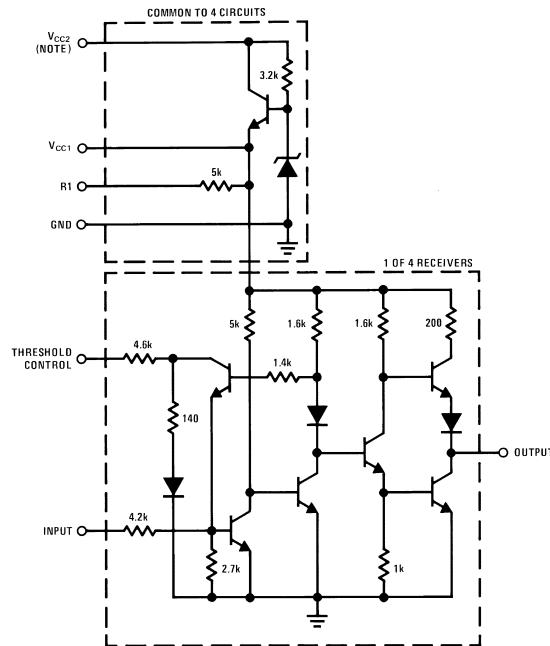 COMMON TO 4 CIRCUITS
VCC2
(NOTE)
3.2k
VCC1
5k
R1
GND
1 OF 4 RECEIVERS
5k
1.6k
1.6k
200
4.6k
THRESHOLD
CONTROL
1.4k
140
OUTPUT
4.2k
INPUT
2.7k
1k